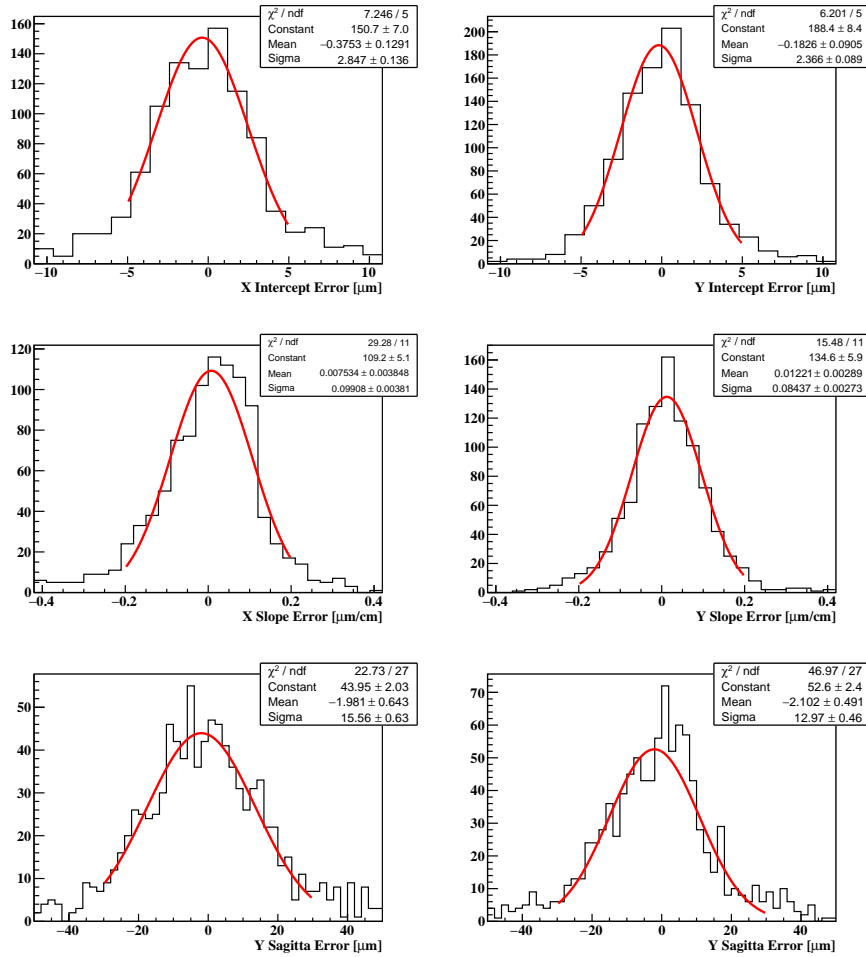 χ² / ndf 7.246 / 5
Constant 150.7 ± 7.0
Mean −0.3753 ± 0.1291
Sigma 2.847 ± 0.136
160
140
120
100
80
60
40
20
0
−10 −5 0 5 10
X Intercept Error [μm]
χ² / ndf 6.201 / 5
Constant 188.4 ± 8.4
Mean −0.1826 ± 0.0905
Sigma 2.366 ± 0.089
200
180
160
140
120
100
80
60
40
20
0
−10 −5 0 5 10
Y Intercept Error [μm]
χ² / ndf 29.28 / 11
Constant 109.2 ± 5.1
Mean 0.007534 ± 0.003848
Sigma 0.09908 ± 0.00381
120
100
80
60
40
20
0
−0.4 −0.2 0 0.2 0.4
X Slope Error [μm/cm]
χ² / ndf 15.48 / 11
Constant 134.6 ± 5.9
Mean 0.01221 ± 0.00289
Sigma 0.08437 ± 0.00273
160
140
120
100
80
60
40
20
0
−0.4 −0.2 0 0.2 0.4
Y Slope Error [μm/cm]
χ² / ndf 22.73 / 27
Constant 43.95 ± 2.03
Mean −1.981 ± 0.643
Sigma 15.56 ± 0.63
50
40
30
20
10
0
−40 −20 0 20 40
Y Sagitta Error [μm]
χ² / ndf 46.97 / 27
Constant 52.6 ± 2.4
Mean −2.102 ± 0.491
Sigma 12.97 ± 0.46
70
60
50
40
30
20
10
0
−40 −20 0 20 40
Y Sagitta Error [μm]